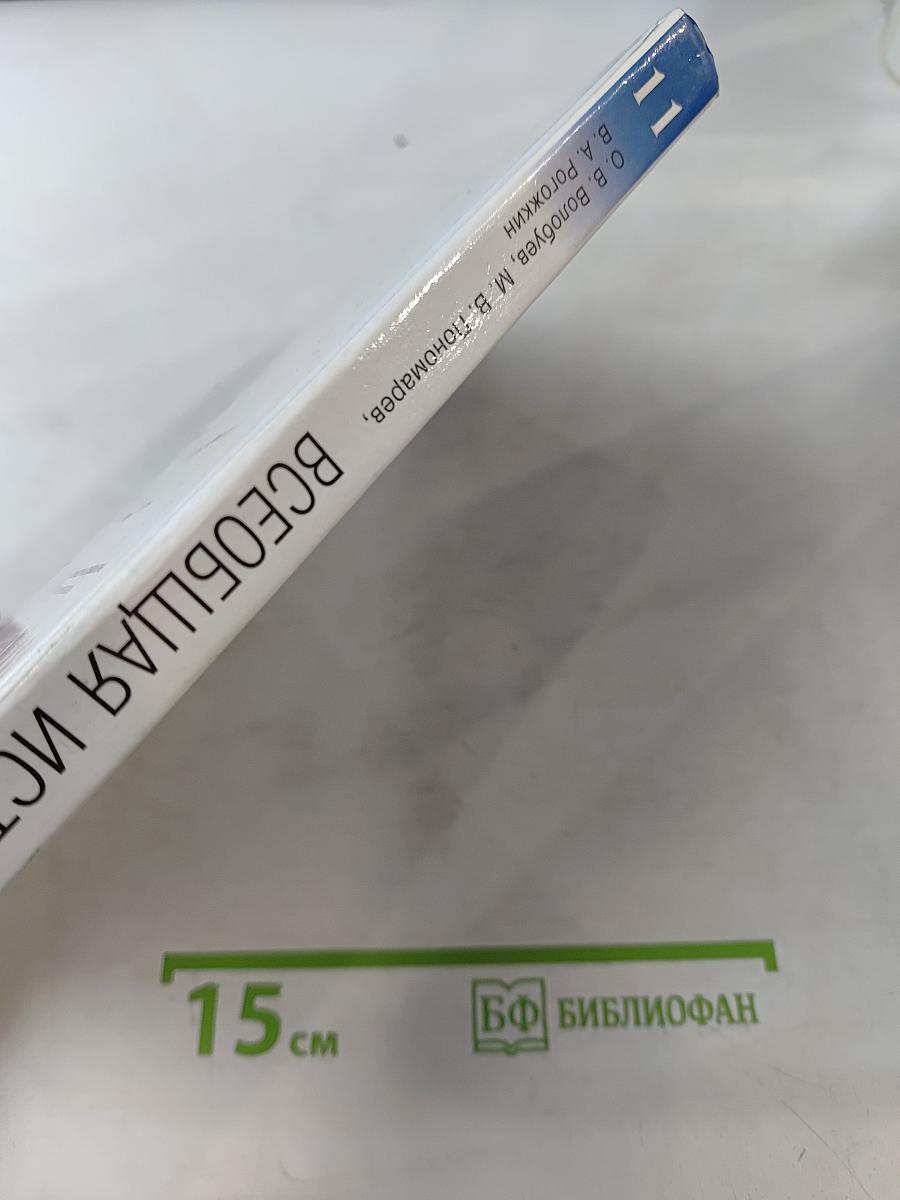 11
О. В. Волобуев, М. В. Пономарев,
В. А. Рогожкин
ВСЕОБЩАЯ ИСТ
15 см
БФ БИБЛИОФАН